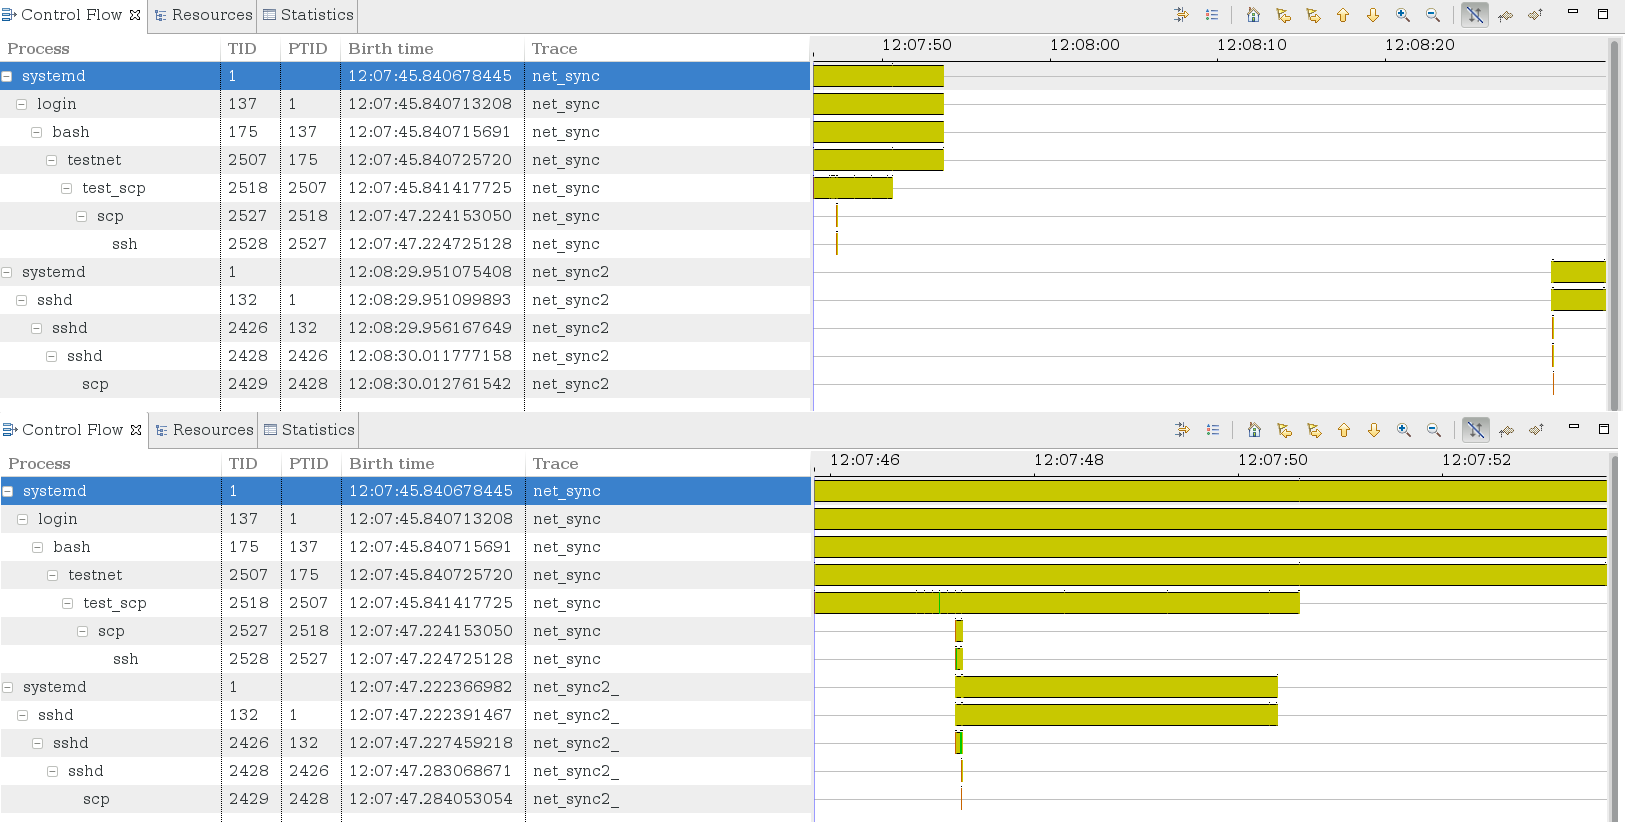 Control Flow Resources Statistics
Process TID PTID Birth time Trace 12:07:50 12:08:00 12:08:10 12:08:20
systemd 1 12:07:45.840678445 net_sync
login 137 1 12:07:45.840713208 net_sync
bash 175 137 12:07:45.840715691 net_sync
testnet 2507 175 12:07:45.840725720 net_sync
test_scp 2518 2507 12:07:45.841417725 net_sync
scp 2527 2518 12:07:47.224153050 net_sync
ssh 2528 2527 12:07:47.224725128 net_sync
systemd 1 12:08:29.951075408 net_sync2
sshd 132 1 12:08:29.951099893 net_sync2
sshd 2426 132 12:08:29.956167649 net_sync2
sshd 2428 2426 12:08:30.011777158 net_sync2
scp 2429 2428 12:08:30.012761542 net_sync2
Control Flow Resources Statistics
Process TID PTID Birth time Trace 12:07:46 12:07:48 12:07:50 12:07:52
systemd 1 12:07:45.840678445 net_sync
login 137 1 12:07:45.840713208 net_sync
bash 175 137 12:07:45.840715691 net_sync
testnet 2507 175 12:07:45.840725720 net_sync
test_scp 2518 2507 12:07:45.841417725 net_sync
scp 2527 2518 12:07:47.224153050 net_sync
ssh 2528 2527 12:07:47.224725128 net_sync
systemd 1 12:07:47.222366982 net_sync2_
sshd 132 1 12:07:47.222391467 net_sync2_
sshd 2426 132 12:07:47.227459218 net_sync2_
sshd 2428 2426 12:07:47.283068671 net_sync2_
scp 2429 2428 12:07:47.284053054 net_sync2_